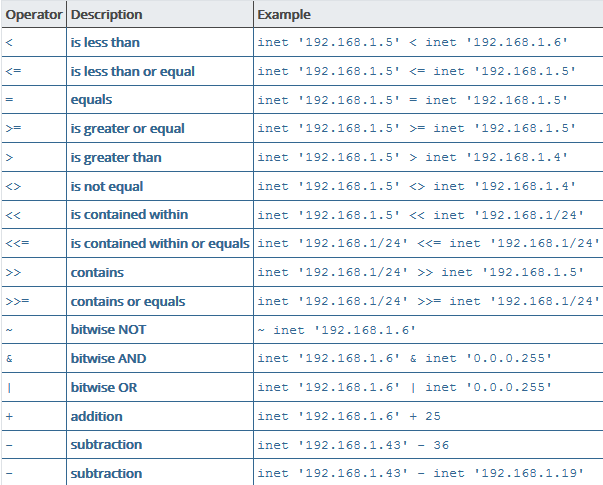 Operator Description Example
< is less than inet '192.168.1.5' < inet '192.168.1.6'
<= is less than or equal inet '192.168.1.5' <= inet '192.168.1.5'
= equals inet '192.168.1.5' = inet '192.168.1.5'
>= is greater or equal inet '192.168.1.5' >= inet '192.168.1.5'
> is greater than inet '192.168.1.5' > inet '192.168.1.4'
<> is not equal inet '192.168.1.5' <> inet '192.168.1.4'
<< is contained within inet '192.168.1.5' << inet '192.168.1/24'
<<= is contained within or equals inet '192.168.1/24' <<= inet '192.168.1/24'
>> contains inet '192.168.1/24' >> inet '192.168.1.5'
>>= contains or equals inet '192.168.1/24' >>= inet '192.168.1/24'
~ bitwise NOT ~ inet '192.168.1.6'
& bitwise AND inet '192.168.1.6' & inet '0.0.0.255'
| bitwise OR inet '192.168.1.6' | inet '0.0.0.255'
+ addition inet '192.168.1.6' + 25
- subtraction inet '192.168.1.43' - 36
- subtraction inet '192.168.1.43' - inet '192.168.1.19'